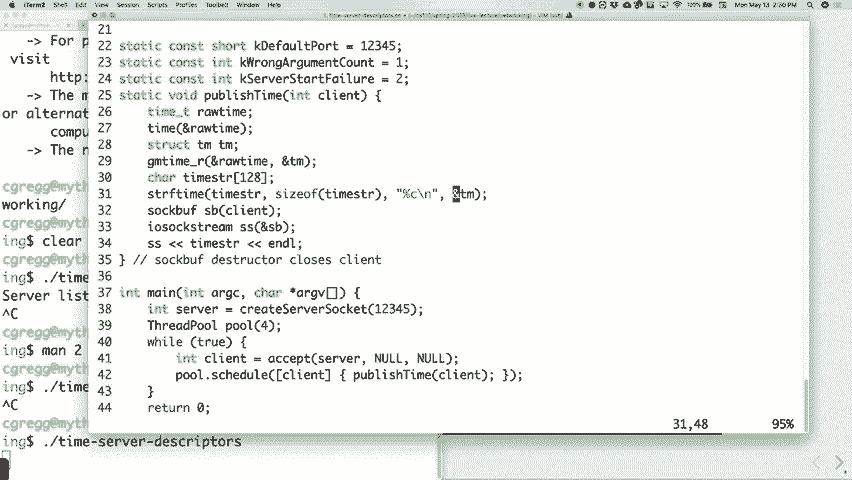 iTerm2 Shell Edit View Session Scripts Profiles Toolbelt Window Help
100% Mon May 13 2:30 PM
21
-> For p
visit
http:
-> The m
or alternat
compu
-> The n
cgregg@myth
working/
cgregg@myth
ing$ clear
cgregg@myth
ing$ ./time
Server list
^C
cgregg@myth
ing$ man 2
cgregg@myth
ing$ ./time
^C
cgregg@myth
ing$ ./time-server-descriptors
22 static const short kDefaultPort = 12345;
23 static const int kWrongArgumentCount = 1;
24 static const int kServerStartFailure = 2;
25 static void publishTime(int client) {
26 time_t rawtime;
27 time(&rawtime);
28 struct tm tm;
29 gmtime_r(&rawtime, &tm);
30 char timestr[128];
31 strftime(timestr, sizeof(timestr), "%c\n", &tm);
32 sockbuf sb(client);
33 iosockstream ss(&sb);
34 ss << timestr << endl;
35 } // sockbuf destructor closes client
36
37 int main(int argc, char *argv[]) {
38 int server = createServerSocket(12345);
39 ThreadPool pool(4);
40 while (true) {
41 int client = accept(server, NULL, NULL);
42 pool.schedule([client] { publishTime(client); });
43 }
44 return 0;
31,48 95%